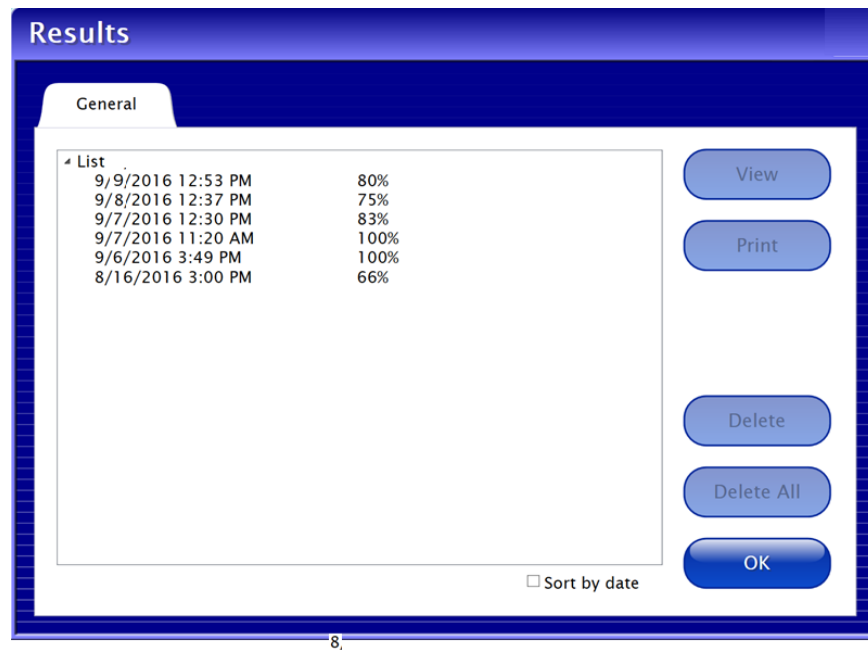 Results
General
List
9/9/2016 12:53 PM 80%
9/8/2016 12:37 PM 75%
9/7/2016 12:30 PM 83%
9/7/2016 11:20 AM 100%
9/6/2016 3:49 PM 100%
8/16/2016 3:00 PM 66%
View
Print
Delete
Delete All
OK
Sort by date
8,